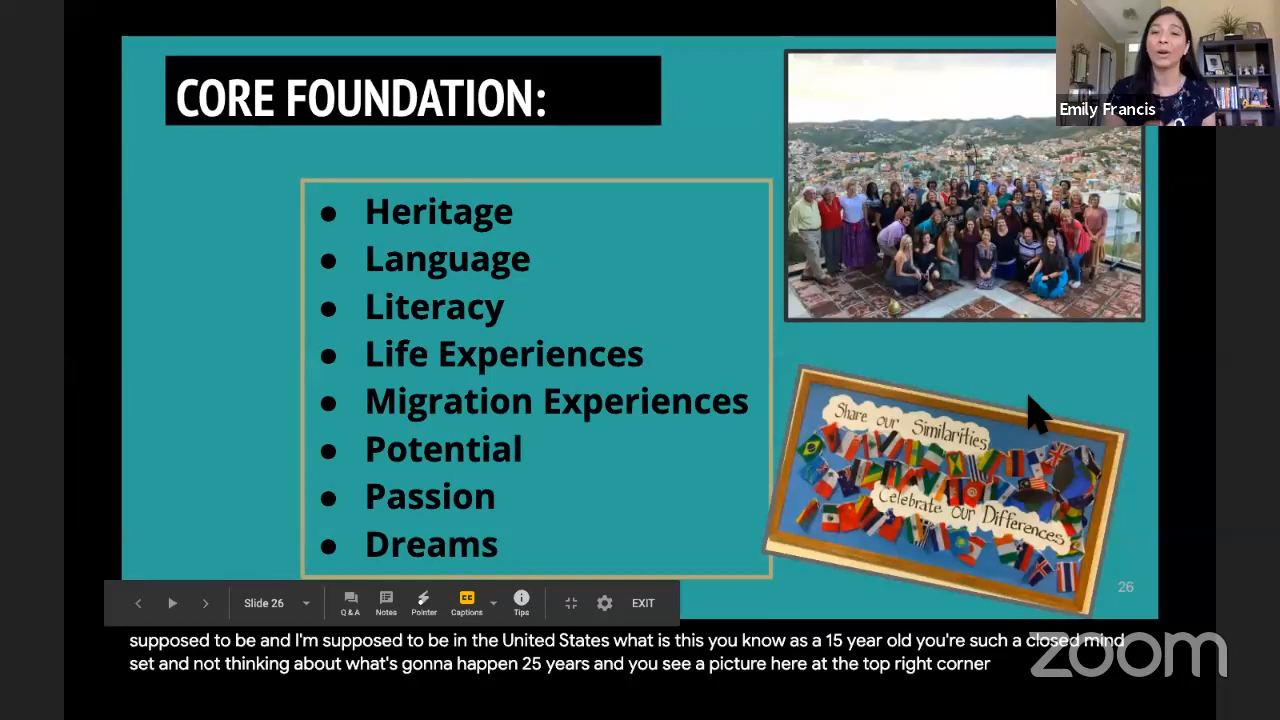 CORE FOUNDATION:
Emily Francis
● Heritage
● Language
● Literacy
● Life Experiences
● Migration Experiences
● Potential
● Passion
● Dreams
Share our Similarities
Celebrate our Differences
26
Slide 26
Q & A
Notes
Pointer
CC
Captions
Tips
EXIT
supposed to be and I'm supposed to be in the United States what is this you know as a 15 year old you're such a closed mind
set and not thinking about what's gonna happen 25 years and you see a picture here at the top right corner
zoom